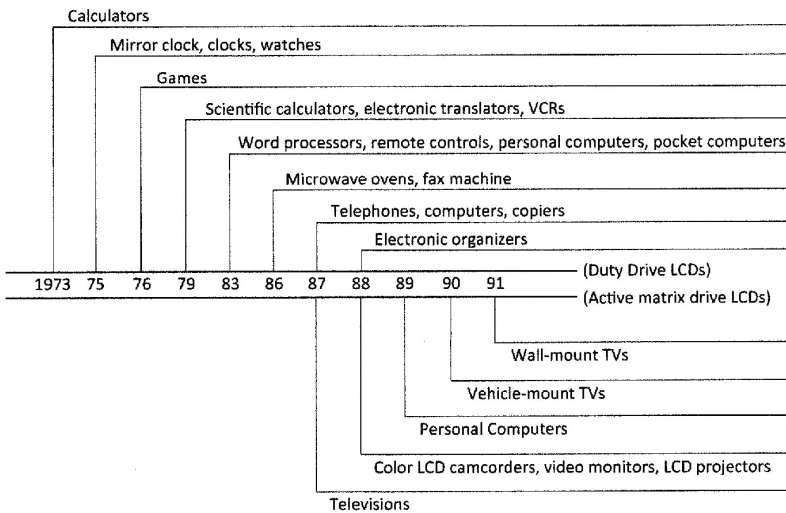 Calculators
Mirror clock, clocks, watches
Games
Scientific calculators, electronic translators, VCRs
Word processors, remote controls, personal computers, pocket computers
Microwave ovens, fax machine
Telephones, computers, copiers
Electronic organizers
(Duty Drive LCDs)
1973 75 76 79 83 86 87 88 89 90 91
(Active matrix drive LCDs)
Wall-mount TVs
Vehicle-mount TVs
Personal Computers
Color LCD camcorders, video monitors, LCD projectors
Televisions